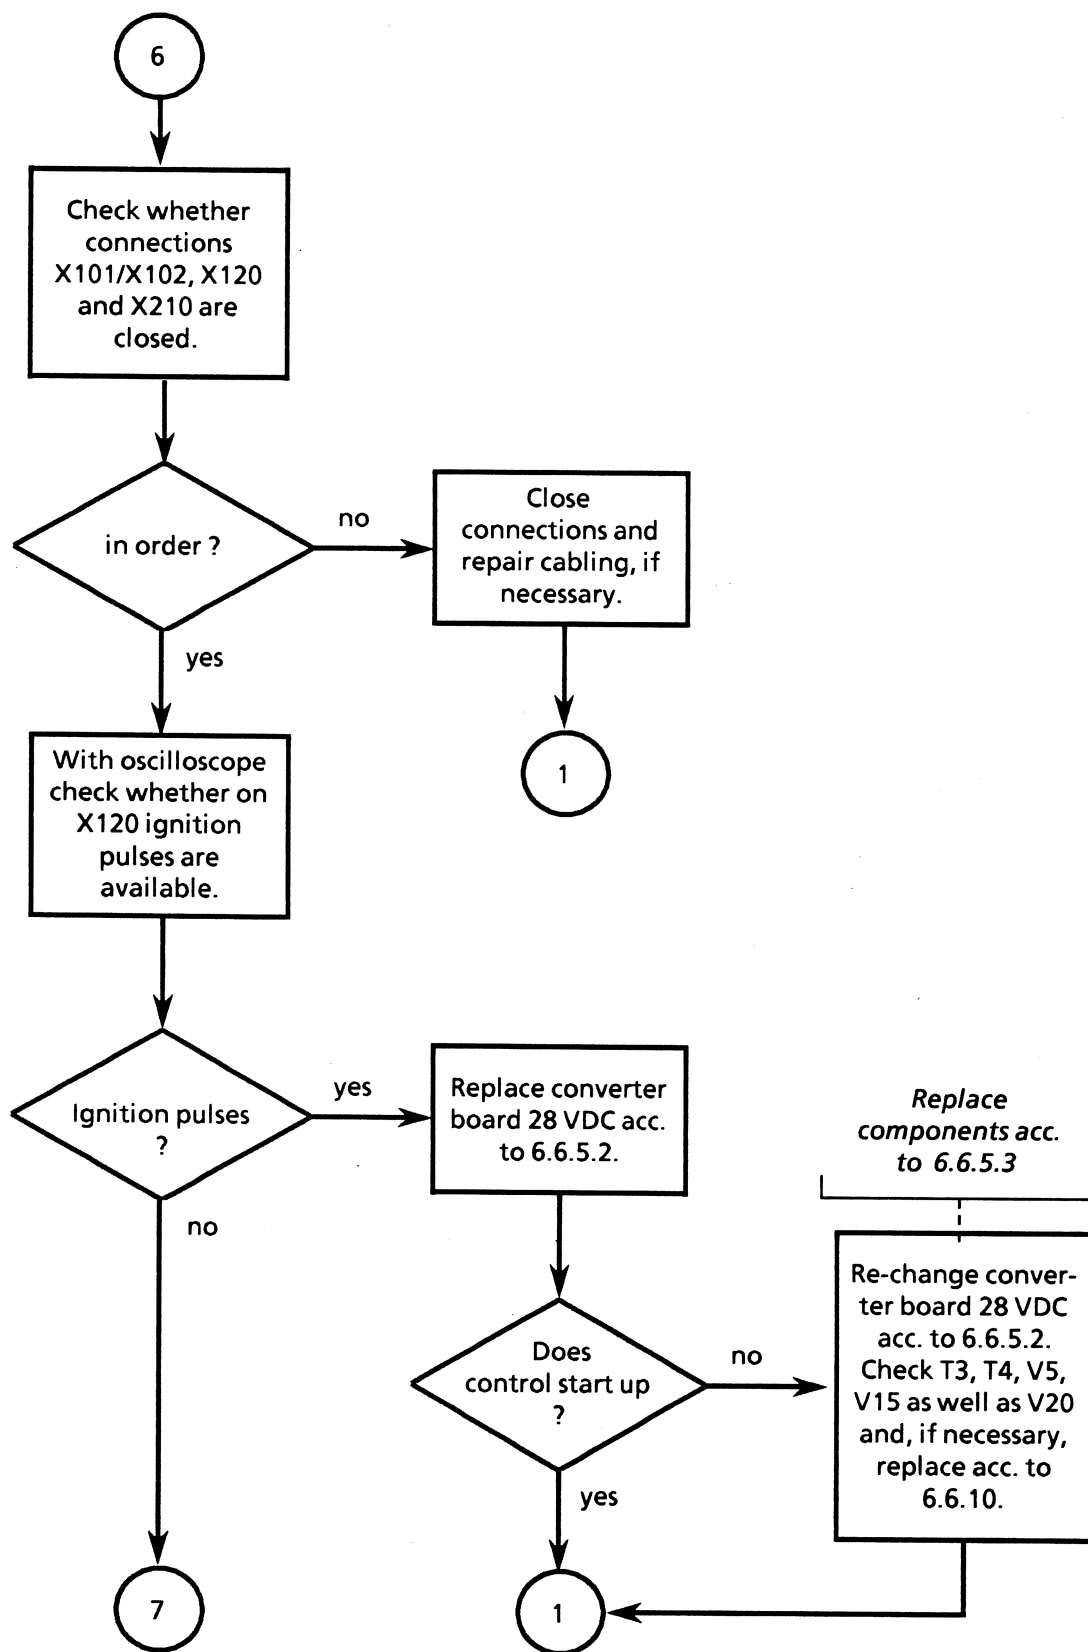 6
Check whether
connections
X101/X102, X120
and X210 are
closed.
in order ?
no
Close
connections and
repair cabling, if
necessary.
yes
1
With oscilloscope
check whether on
X120 ignition
pulses are
available.
Ignition pulses
?
yes
Replace converter
board 28 VDC acc.
to 6.6.5.2.
Replace
components acc.
to 6.6.5.3
no
Does
control start up
?
no
Re-change conver-
ter board 28 VDC
acc. to 6.6.5.2.
Check T3, T4, V5,
V15 as well as V20
and, if necessary,
replace acc. to
6.6.10.
yes
7
1